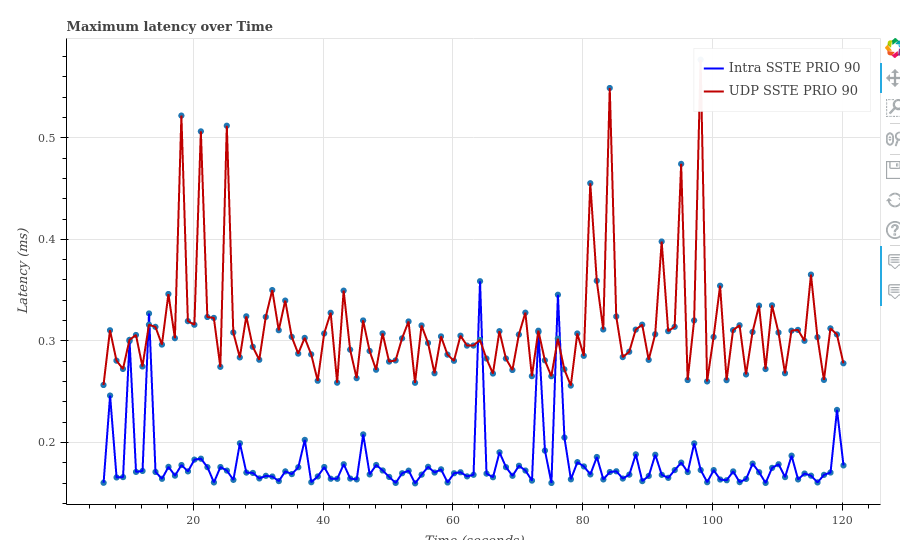 Maximum latency over Time
Intra SSTE PRIO 90
UDP SSTE PRIO 90
Latency (ms)
0.5
0.4
0.3
0.2
20
40
60
80
100
120
Time (seconds)